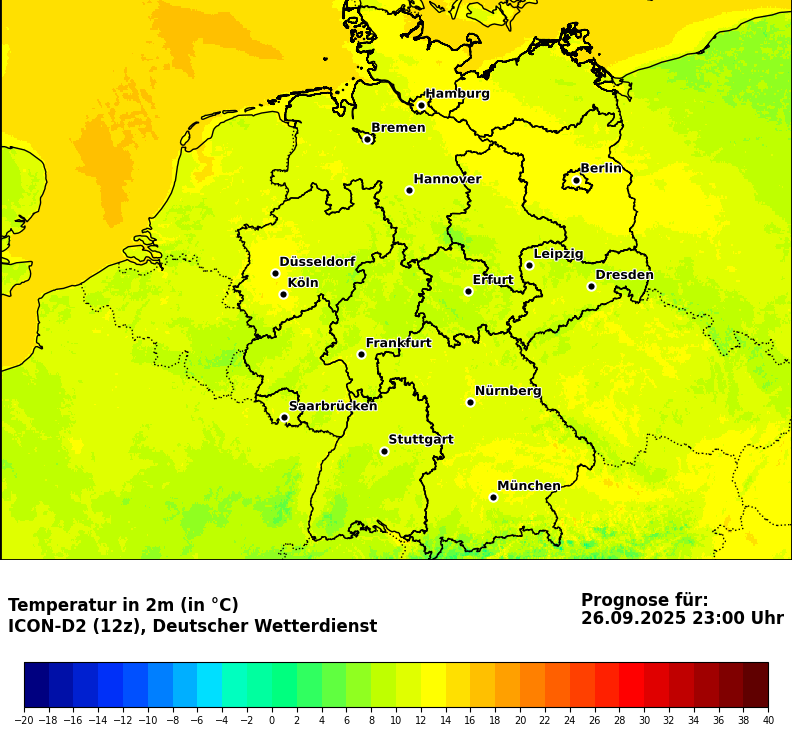 Hamburg
Bremen
Hannover
Berlin
Düsseldorf
Köln
Leipzig
Erfurt
Dresden
Frankfurt
Nürnberg
Saarbrücken
Stuttgart
München
Temperatur in 2m (in °C)
ICON-D2 (12z), Deutscher Wetterdienst
Prognose für:
26.09.2025 23:00 Uhr
−20 −18 −16 −14 −12 −10 −8 −6 −4 −2 0 2 4 6 8 10 12 14 16 18 20 22 24 26 28 30 32 34 36 38 40